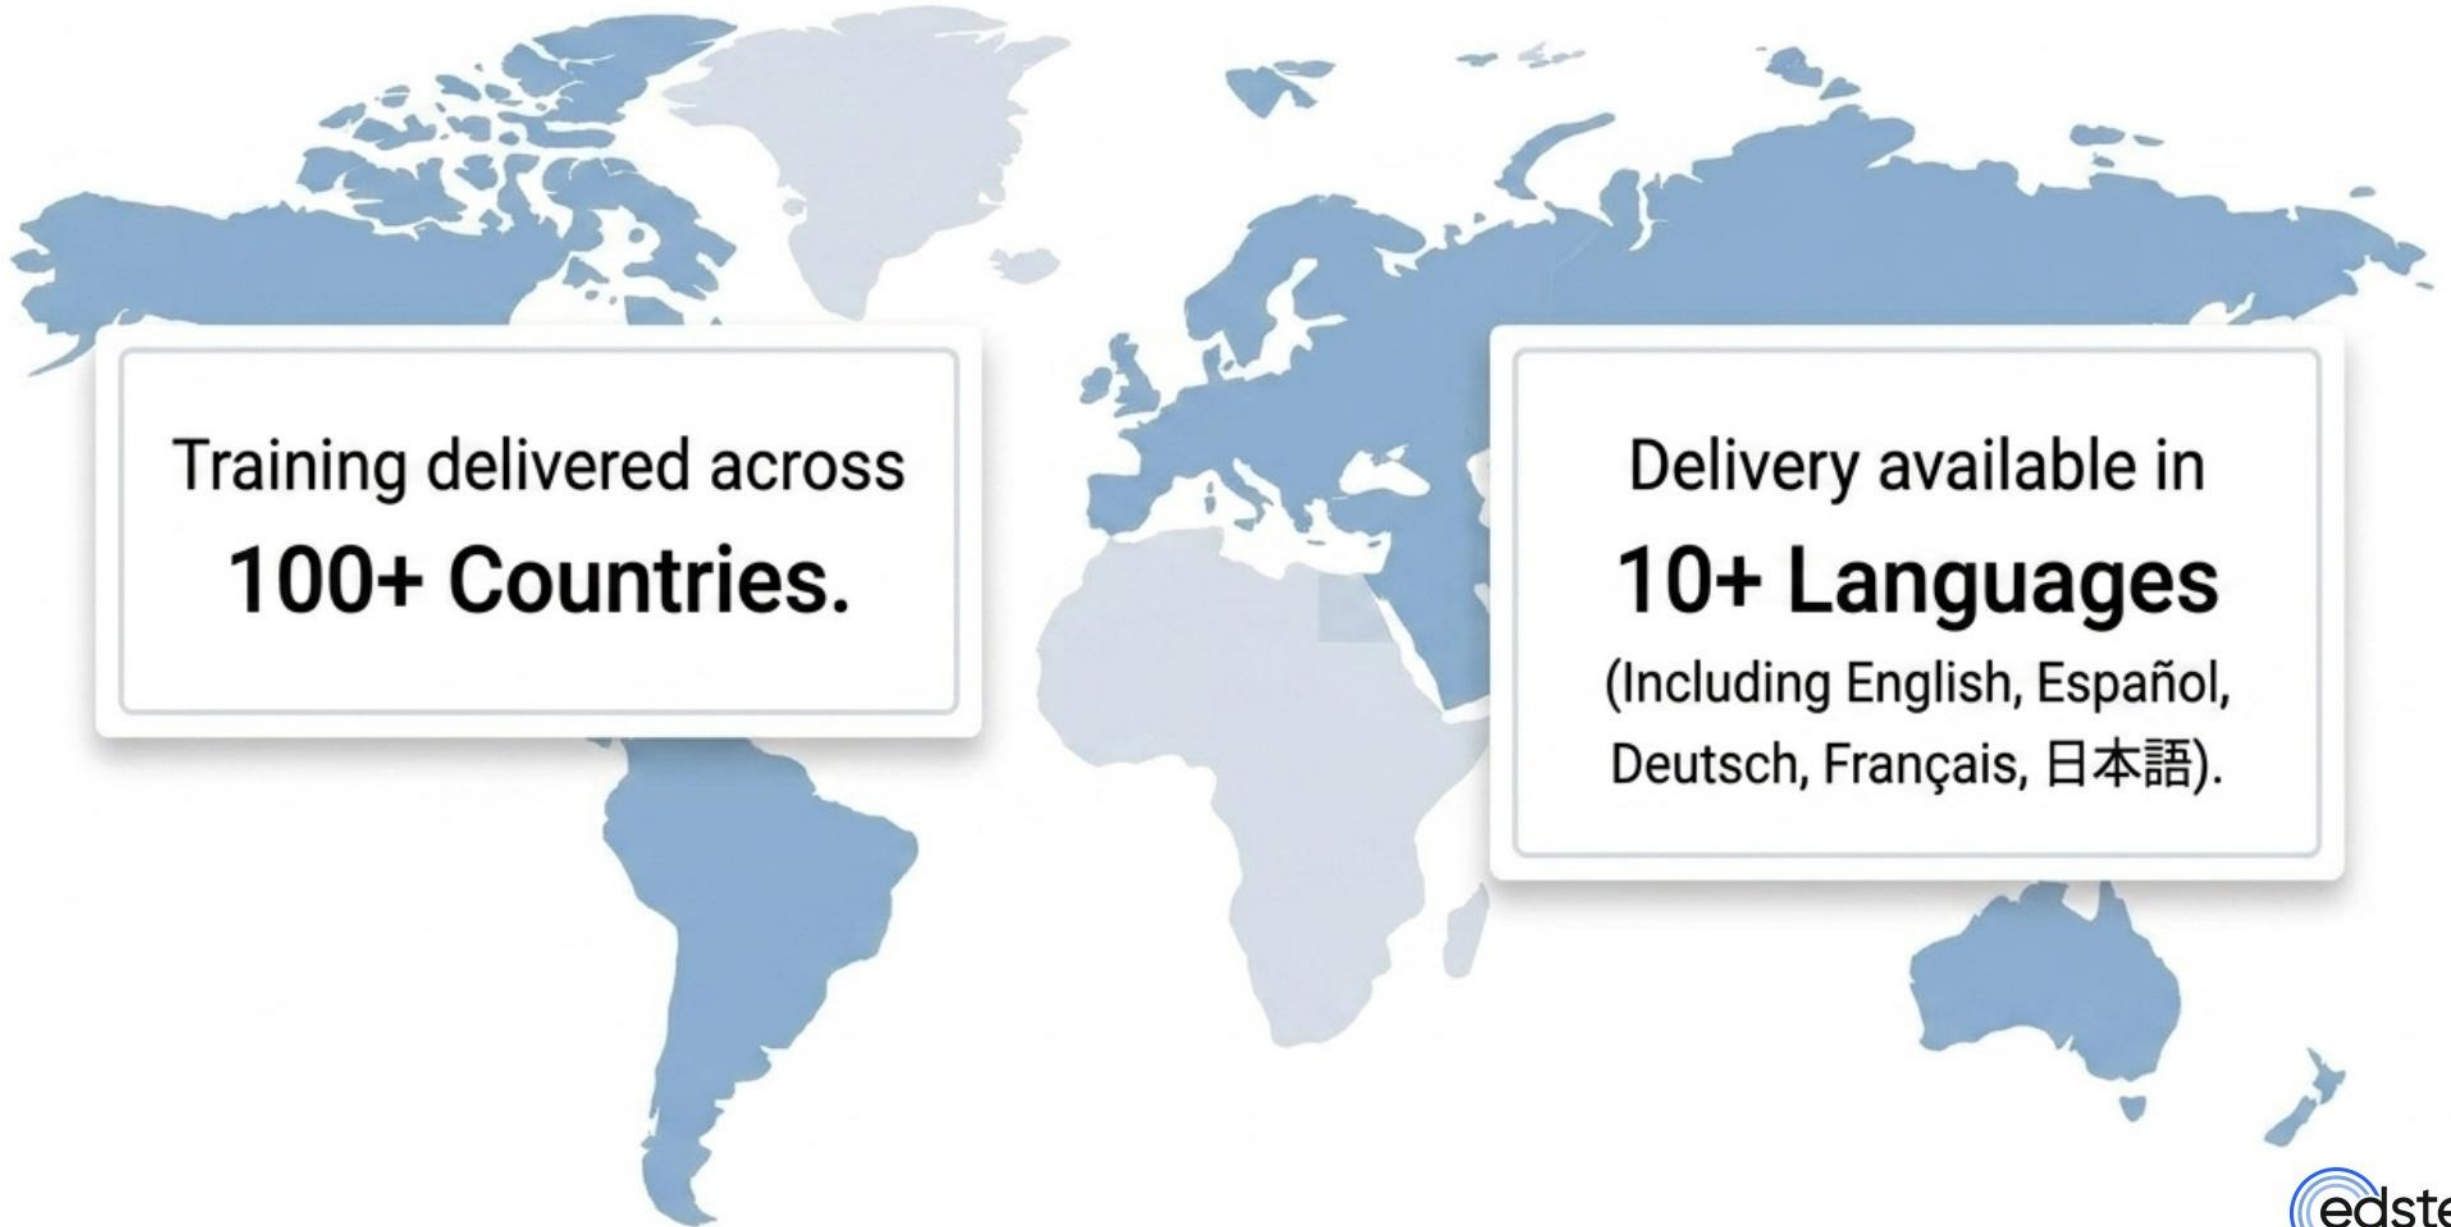 Training delivered across
100+ Countries.
Delivery available in
10+ Languages
(Including English, Español,
Deutsch, Français, 日本語).